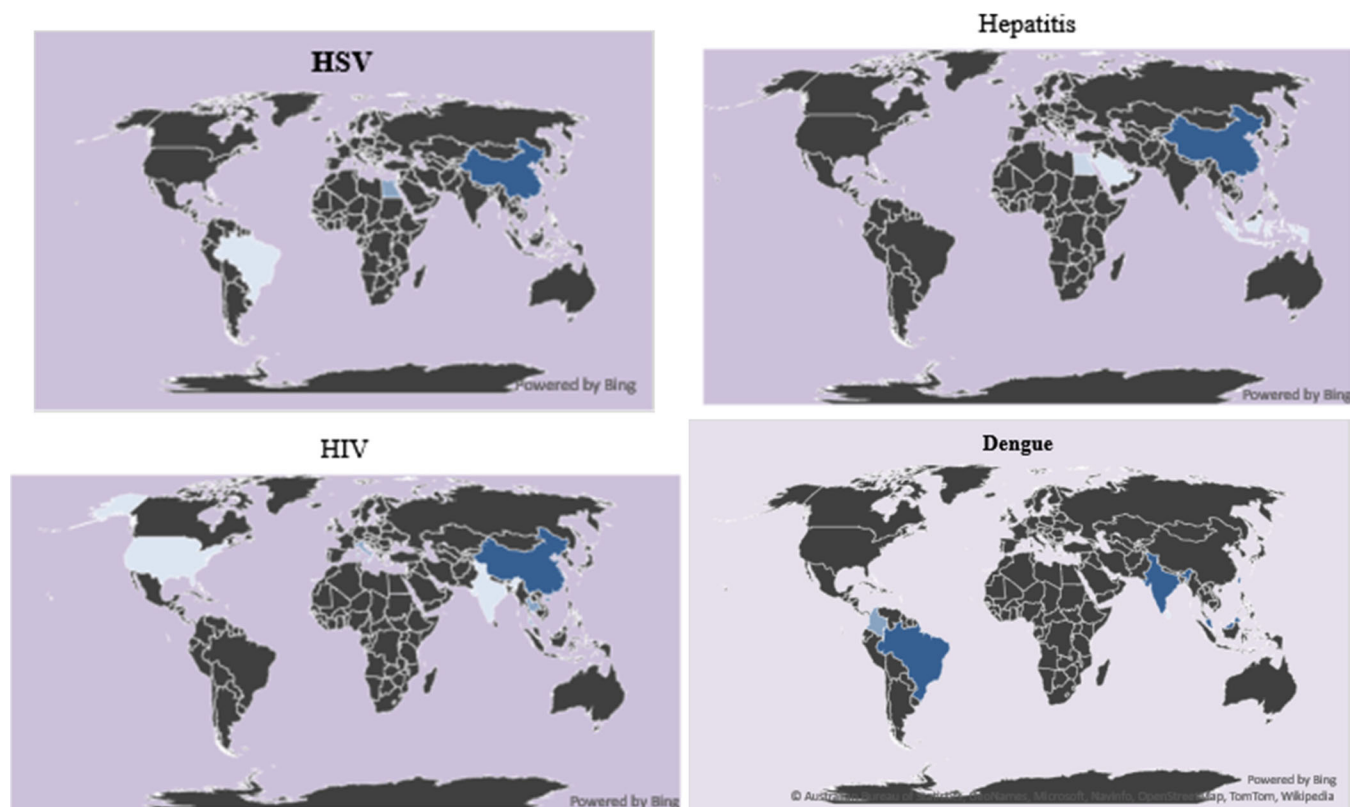 HSV
Powered by Bing
Hepatitis
Powered by Bing
HIV
Powered by Bing
Dengue
Powered by Bing
© Australian Bureau of Statistics, GeoNames, Microsoft, Navinfo, OpenStreetMap, TomTom, Wikipedia